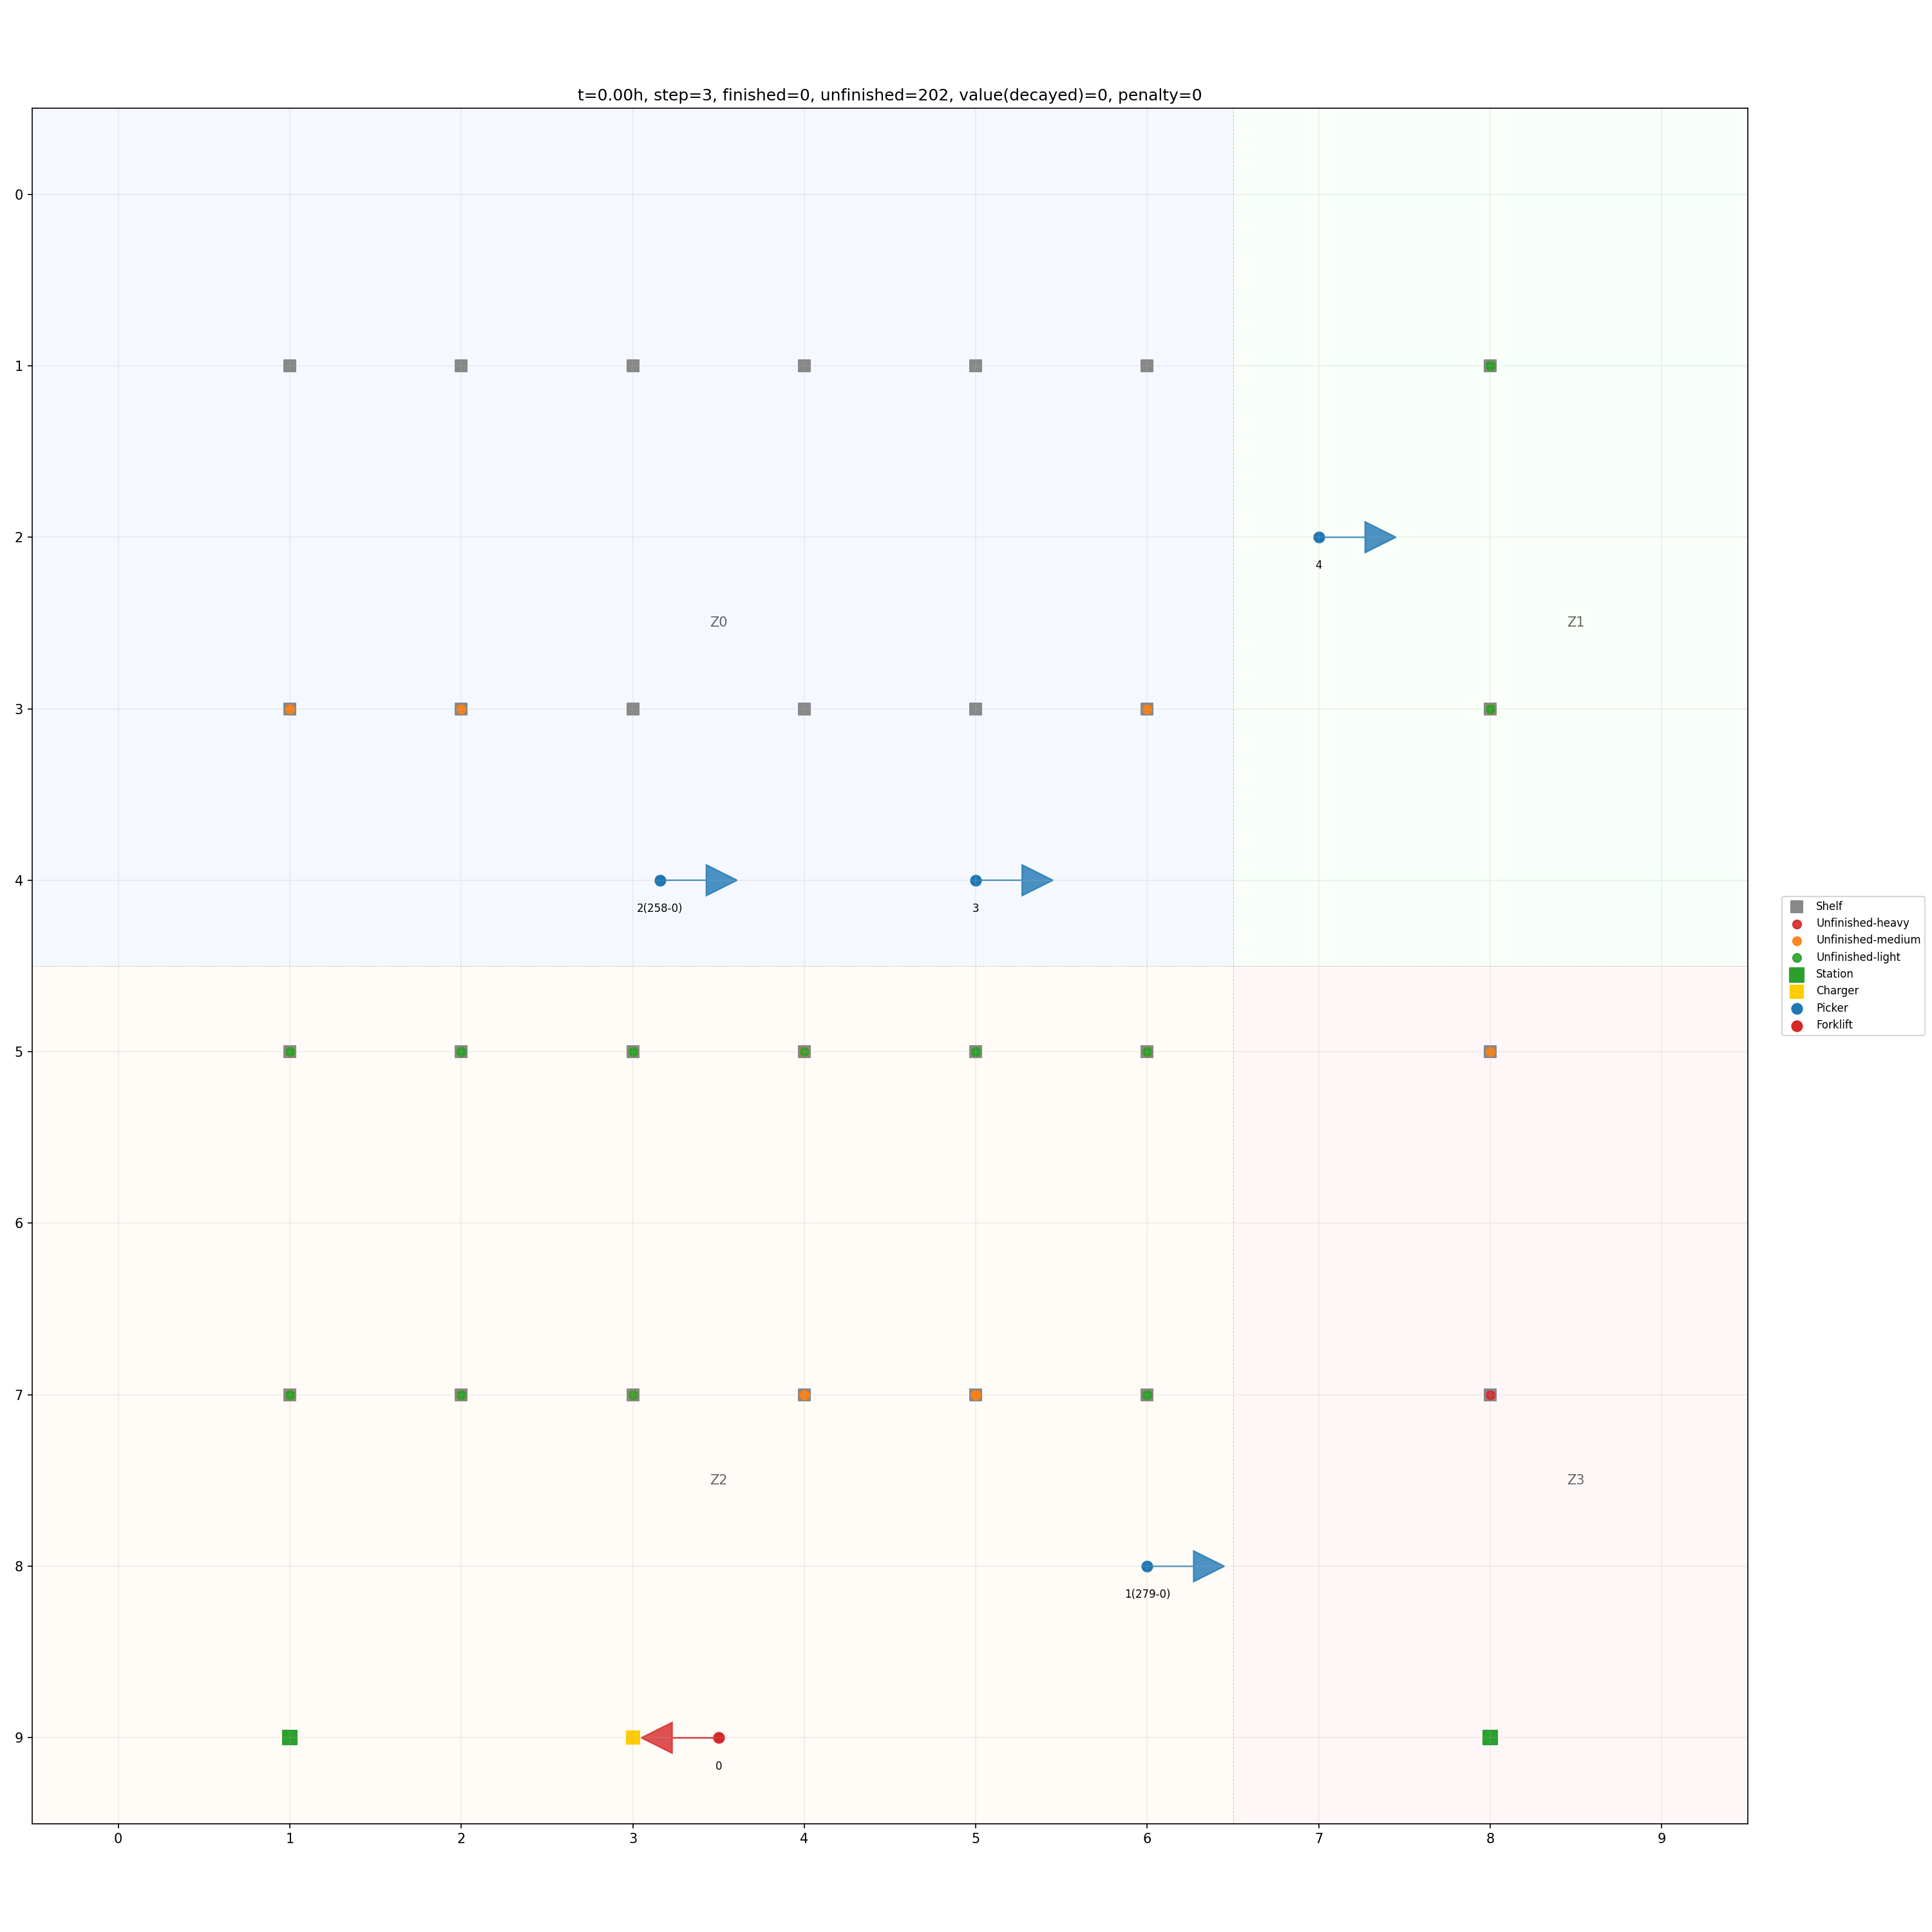 t=0.00h, step=3, finished=0, unfinished=202, value(decayed)=0, penalty=0
0
1
2
4
Z0
Z1
3
4
2(258-0)
3
Shelf
Unfinished-heavy
Unfinished-medium
Unfinished-light
Station
Charger
Picker
Forklift
5
6
7
Z2
Z3
8
1(279-0)
9
0
0 1 2 3 4 5 6 7 8 9